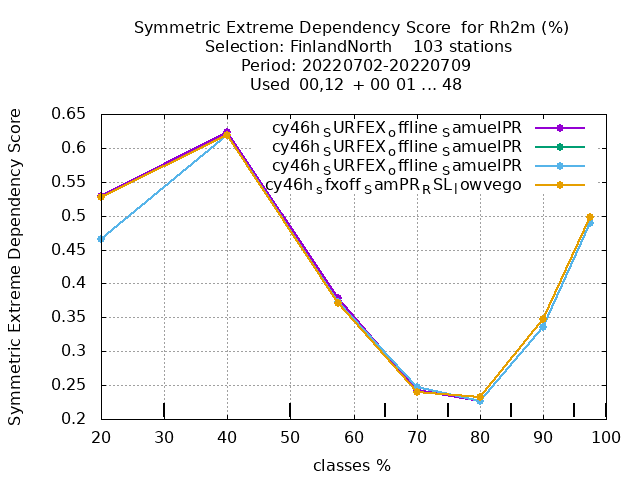 Symmetric Extreme Dependency Score  for Rh2m (%)
Selection: FinlandNorth    103 stations
Period: 20220702-20220709
Used  00,12  + 00 01 ... 48
Symmetric Extreme Dependency Score
0.65
0.6
0.55
0.5
0.45
0.4
0.35
0.3
0.25
0.2
cy46h_SURFEX_offline_SamuelPR
cy46h_SURFEX_offline_SamuelPR
cy46h_SURFEX_offline_SamuelPR
cy46h_sfxoff_SamPR_RSL_lowvego
20 30 40 50 60 70 80 90 100
classes %